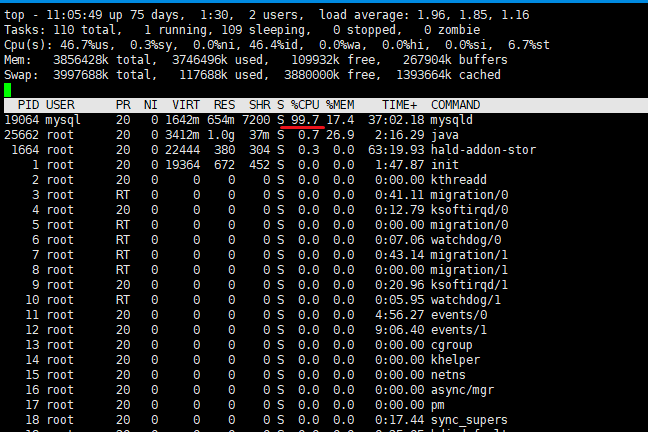 top - 11:05:49 up 75 days,  1:30,  2 users,  load average: 1.96, 1.85, 1.16
Tasks: 110 total,   1 running, 109 sleeping,   0 stopped,   0 zombie
Cpu(s): 46.7%us,  0.3%sy,  0.0%ni, 46.4%id,  0.0%wa,  0.0%hi,  0.0%si,  6.7%st
Mem:   3856428k total,  3746496k used,   109932k free,   267904k buffers
Swap:  3997688k total,   117688k used,  3880000k free,  1393664k cached
PID USER      PR  NI  VIRT  RES  SHR S %CPU %MEM    TIME+  COMMAND
19064 mysql     20   0 1642m 654m 7200 S 99.7 17.4  37:02.18 mysqld
25662 root      20   0 3412m 1.0g  37m S  0.7 26.9   2:16.29 java
1664 root      20   0 22444  380  304 S  0.3  0.0  63:19.93 hald-addon-stor
1 root      20   0 19364  672  452 S  0.0  0.0   1:47.87 init
2 root      20   0     0    0    0 S  0.0  0.0   0:00.00 kthreadd
3 root      RT   0     0    0    0 S  0.0  0.0   0:41.11 migration/0
4 root      20   0     0    0    0 S  0.0  0.0   0:12.79 ksoftirqd/0
5 root      RT   0     0    0    0 S  0.0  0.0   0:00.00 migration/0
6 root      RT   0     0    0    0 S  0.0  0.0   0:07.06 watchdog/0
7 root      RT   0     0    0    0 S  0.0  0.0   0:43.14 migration/1
8 root      RT   0     0    0    0 S  0.0  0.0   0:00.00 migration/1
9 root      20   0     0    0    0 S  0.0  0.0   0:20.96 ksoftirqd/1
10 root      RT   0     0    0    0 S  0.0  0.0   0:05.95 watchdog/1
11 root      20   0     0    0    0 S  0.0  0.0   4:56.27 events/0
12 root      20   0     0    0    0 S  0.0  0.0   9:06.40 events/1
13 root      20   0     0    0    0 S  0.0  0.0   0:00.00 cgroup
14 root      20   0     0    0    0 S  0.0  0.0   0:00.00 khelper
15 root      20   0     0    0    0 S  0.0  0.0   0:00.00 netns
16 root      20   0     0    0    0 S  0.0  0.0   0:00.00 async/mgr
17 root      20   0     0    0    0 S  0.0  0.0   0:00.00 pm
18 root      20   0     0    0    0 S  0.0  0.0   0:17.44 sync_supers